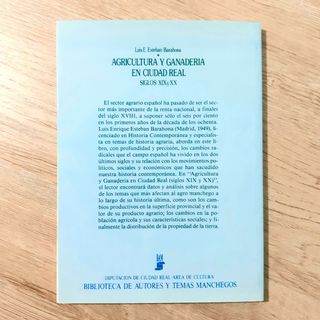 Luis E. Esteban Barahona
AGRICULTURA Y GANADERIA
EN CIUDAD REAL
SIGLOS XIX y XX
El sector agrario español ha pasado de ser el sec-
tor más importante de la renta nacional, a finales
del siglo XVIII, a suponer sólo el seis por ciento
en los primeros años de la década de los ochenta.
Luis Enrique Esteban Barahona (Madrid, 1949), li-
cenciado en Historia Contemporánea y especialis-
ta en temas de historia agraria, aborda en este li-
bro, con profundidad y precisión, los cambios ra-
dicales que el campo español ha vivido en los dos
últimos siglos y su relación con los movimientos po-
líticos, sociales y económicos que han sacudido
nuestra historia contemporánea. En "Agricultura
y Ganadería en Ciudad Real (siglos XIX y XX)",
el lector encontrará datos y análisis sobre algunos
de los temas que más afectan al agro manchego a
lo largo de su historia última, como son los cam-
bios productivos en la superficie provincial y el va-
lor de su producto agrario; los cambios en la po-
blación agrícola y sus características sociales; y fi-
nalmente la distribución de la propiedad de la tierra.
DIPUTACION DE CIUDAD REAL-AREA DE CULTURA
BIBLIOTECA DE AUTORES Y TEMAS MANCHEGOS